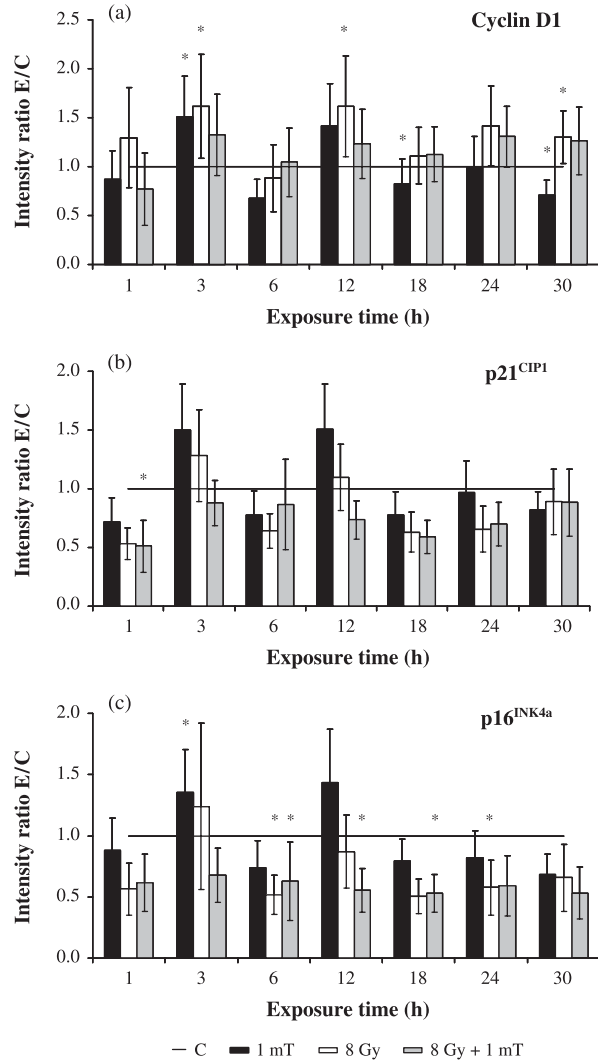 (a)
Cyclin D1
Intensity ratio E/C
2.5
2.0
1.5
1.0
0.5
0.0
* * * * * *
1 3 6 12 18 24 30
Exposure time (h)
(b)
p21CIP1
Intensity ratio E/C
2.0
1.5
1.0
0.5
0.0
*
1 3 6 12 18 24 30
Exposure time (h)
(c)
p16INK4a
Intensity ratio E/C
2.0
1.5
1.0
0.5
0.0
* * * * * *
1 3 6 12 18 24 30
Exposure time (h)
C 1 mT 8 Gy 8 Gy + 1 mT